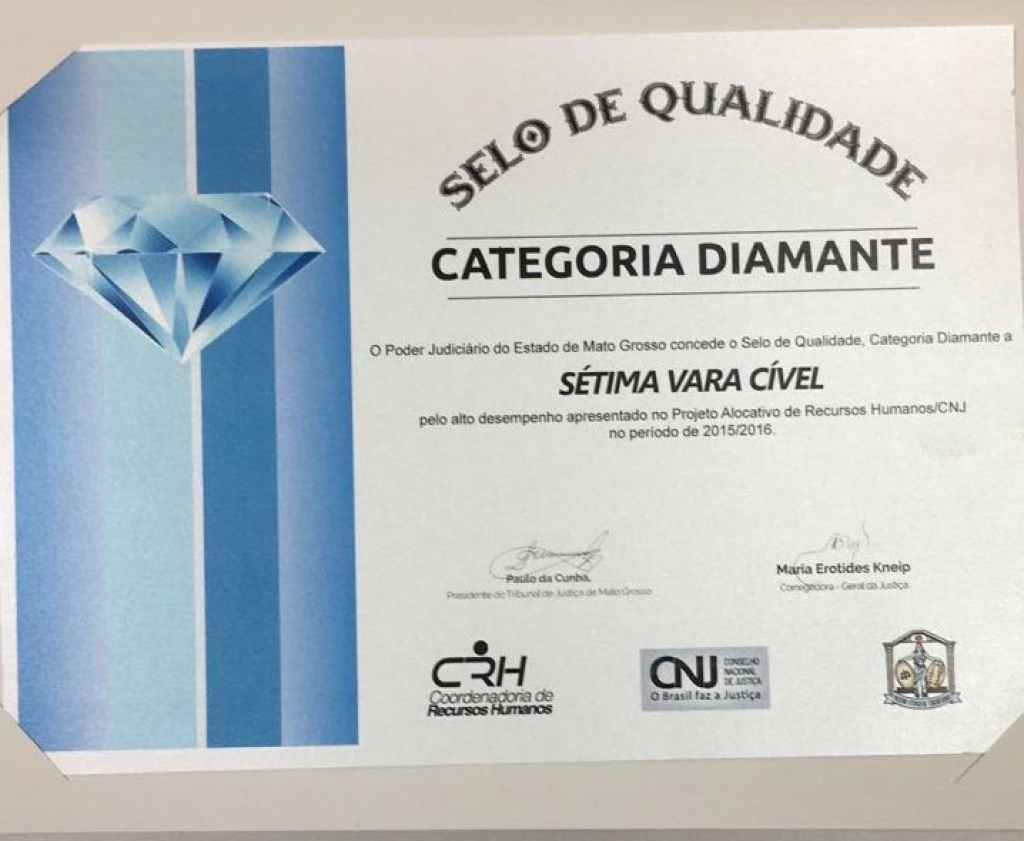 SELO DE QUALIDADE
CATEGORIA DIAMANTE
O Poder Judiciário do Estado de Mato Grosso concede o Selo de Qualidade, Categoria Diamante a
SÉTIMA VARA CÍVEL
pelo alto desempenho apresentado no Projeto Alocativo de Recursos Humanos/CNJ
no período de 2015/2016.
Paulo da Cunha,
Presidente do Tribunal de Justiça de Mato Grosso
Maria Erotides Kneip
Corregedora - Geral da Justiça
CRH
Coordenadoria de
Recursos Humanos
CNJ
CONSELHO
NACIONAL
DE JUSTIÇA
O Brasil faz a Justiça